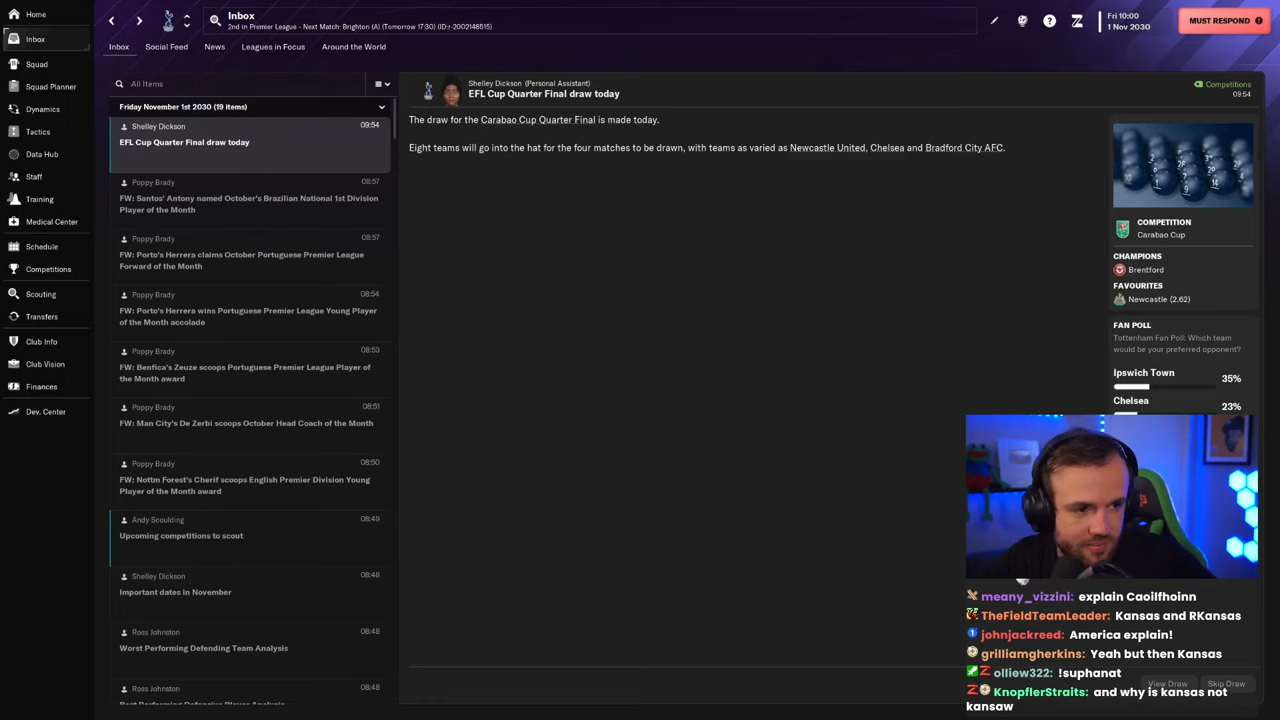 Home
Inbox
Squad
Squad Planner
Dynamics
Tactics
Data Hub
Staff
Training
Medical Center
Schedule
Competitions
Scouting
Transfers
Club Info
Club Vision
Finances
Dev. Center
Inbox
2nd in Premier League - Next Match: Brighton (A) (Tomorrow 17:30) (ID:r-2002148515)
Fri 10:00
1 Nov 2030
MUST RESPOND
Inbox
Social Feed
News
Leagues in Focus
Around the World
All Items
Friday November 1st 2030 (19 items)
Shelley Dickson
09:54
EFL Cup Quarter Final draw today
Poppy Brady
08:57
FW: Santos' Antony named October's Brazilian National 1st Division
Player of the Month
Poppy Brady
08:57
FW: Porto's Herrera claims October Portuguese Premier League
Forward of the Month
Poppy Brady
08:54
FW: Porto's Herrera wins Portuguese Premier League Young Player
of the Month accolade
Poppy Brady
08:53
FW: Benfica's Zeuze scoops Portuguese Premier League Player of
the Month award
Poppy Brady
08:51
FW: Man City's De Zerbi scoops October Head Coach of the Month
Poppy Brady
08:50
FW: Nottm Forest's Cherif scoops English Premier Division Young
Player of the Month award
Andy Scoulding
08:49
Upcoming competitions to scout
Shelley Dickson
08:48
Important dates in November
Ross Johnston
08:48
Worst Performing Defending Team Analysis
Ross Johnston
08:48
Best Performing Defensive Player Analysis
Shelley Dickson (Personal Assistant)
EFL Cup Quarter Final draw today
Competitions
09:54
The draw for the Carabao Cup Quarter Final is made today.
Eight teams will go into the hat for the four matches to be drawn, with teams as varied as Newcastle United, Chelsea and Bradford City AFC.
COMPETITION
Carabao Cup
CHAMPIONS
Brentford
FAVOURITES
Newcastle (2.62)
FAN POLL
Tottenham Fan Poll: Which team
would be your preferred opponent?
Ipswich Town
35%
Chelsea
23%
meany_vizzini: explain Caoilfhoinn
TheFieldTeamLeader: Kansas and RKansas
johnjackreed: America explain!
grilliamgherkins: Yeah but then Kansas
olliew322: !suphanat
KnopflerStraits: and why is kansas not
kansaw
View Draw
Skip Draw